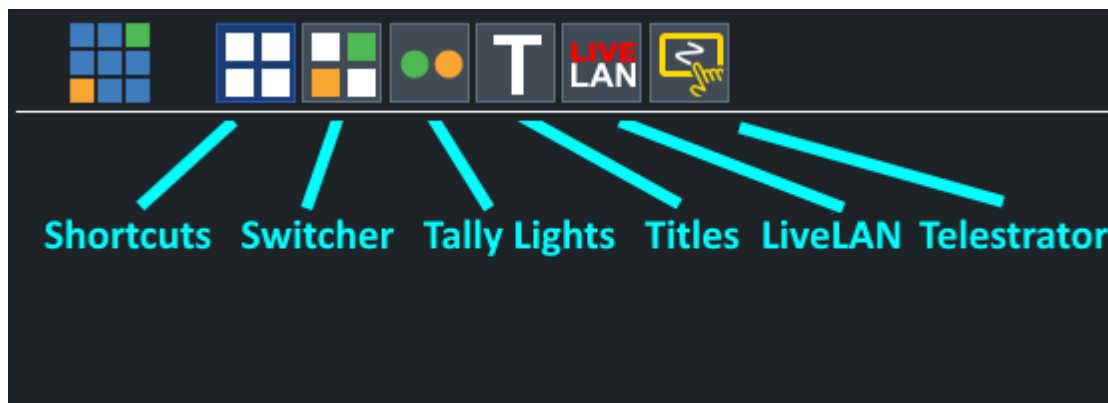 T
LIVE
LAN
Shortcuts Switcher Tally Lights Titles LiveLAN Telestrator